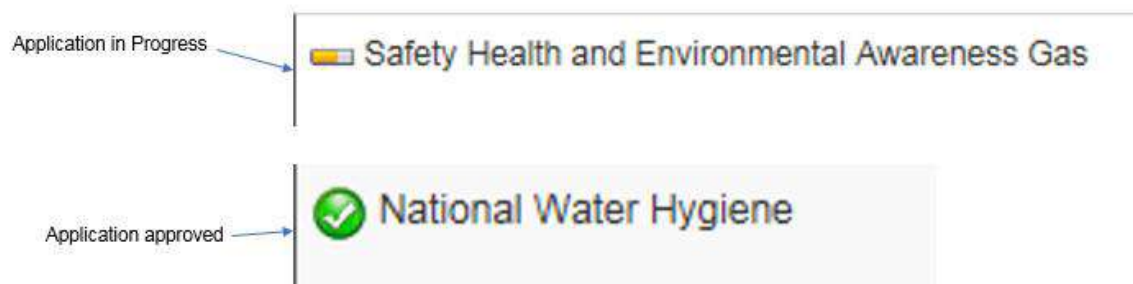 Application in Progress
Safety Health and Environmental Awareness Gas
Application approved
National Water Hygiene